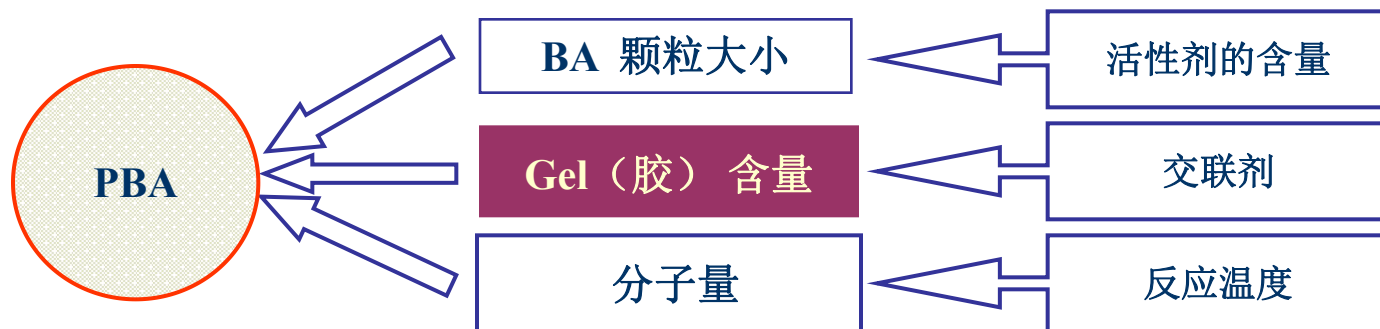 BA 颗粒大小
活性剂的含量
PBA
Gel（胶） 含量
交联剂
分子量
反应温度